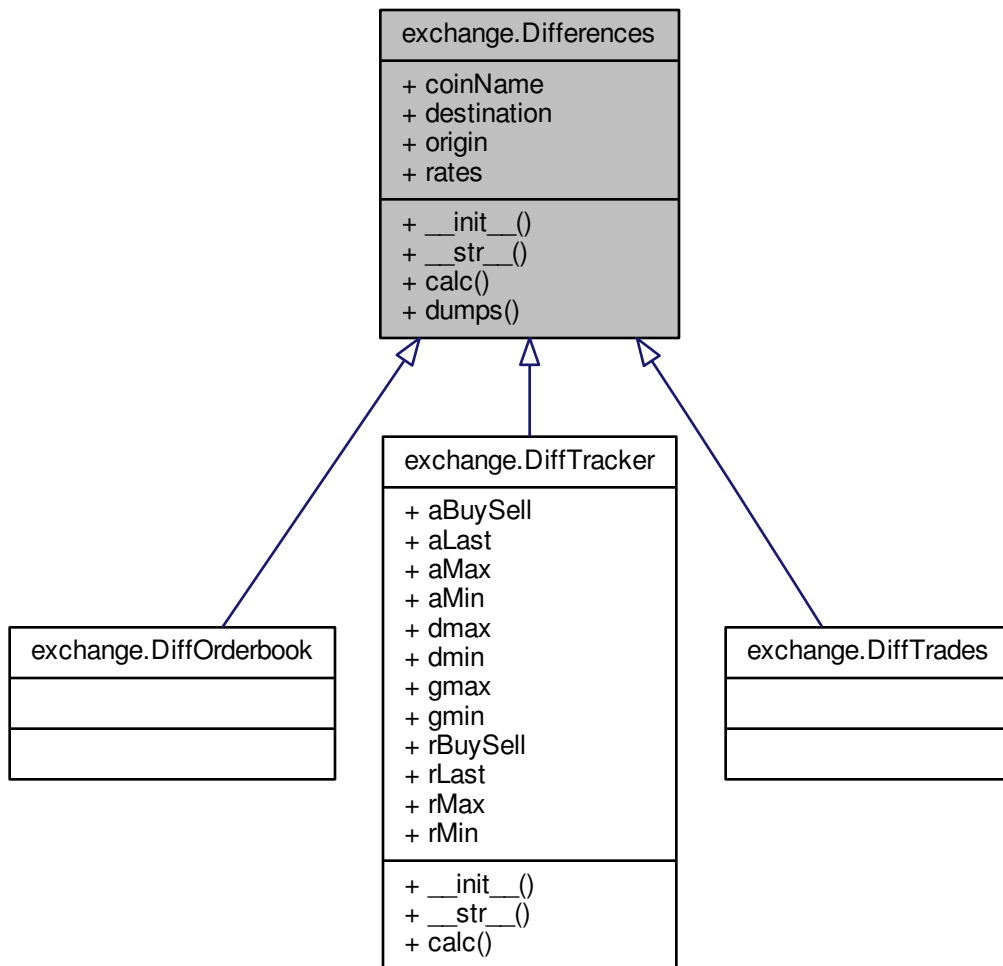 exchange.Differences
+ coinName
+ destination
+ origin
+ rates
+ __init__()
+ __str__()
+ calc()
+ dumps()
exchange.DiffOrderbook
exchange.DiffTracker
+ aBuySell
+ aLast
+ aMax
+ aMin
+ dmax
+ dmin
+ gmax
+ gmin
+ rBuySell
+ rLast
+ rMax
+ rMin
+ __init__()
+ __str__()
+ calc()
exchange.DiffTrades